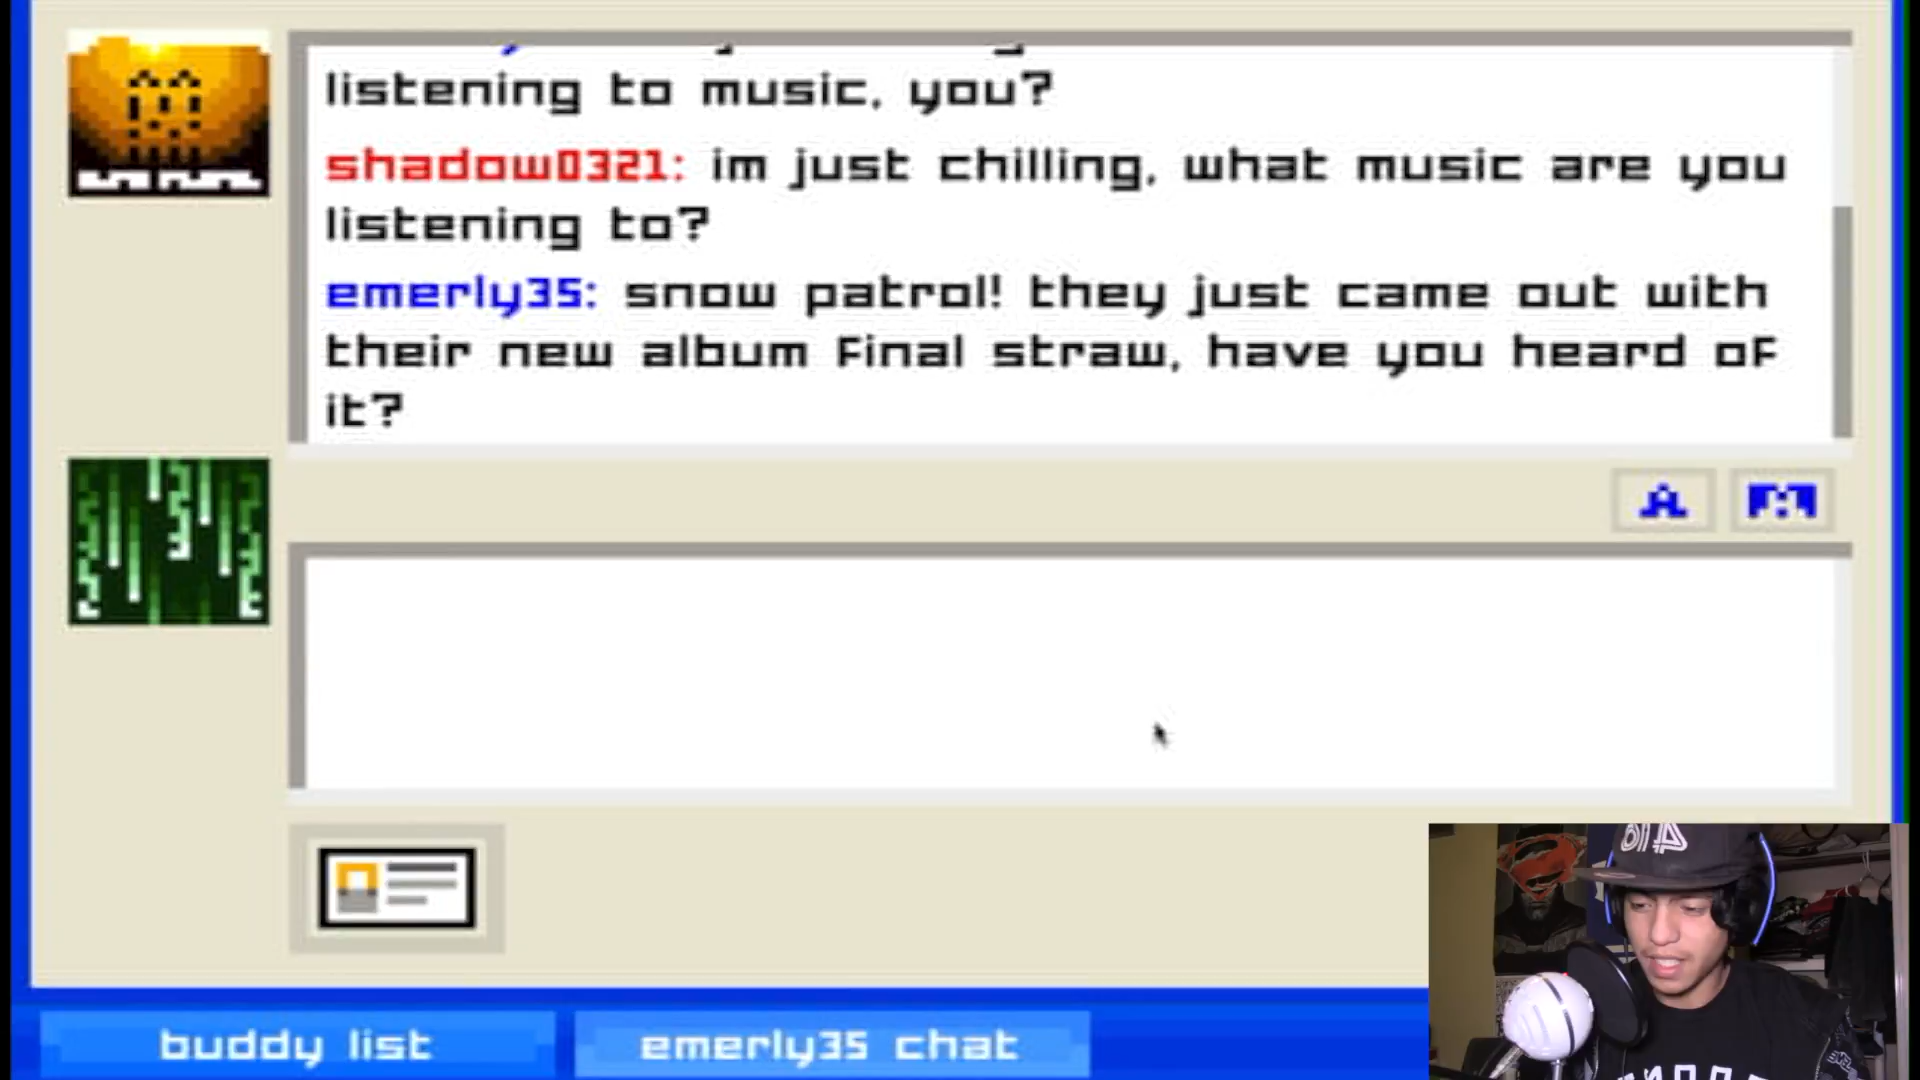 listening to music, you?
shadow0321: im just chilling, what music are you
listening to?
emerly35: snow patrol! they just came out with
their new album Final straw, have you heard of
it?
A
buddy list
emerly35 chat